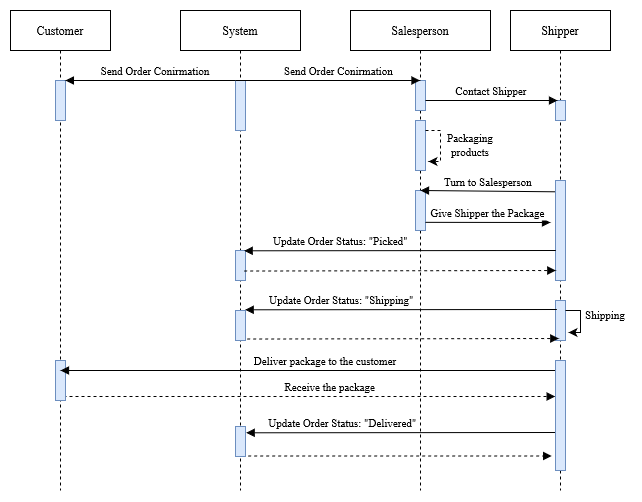 Customer
System
Salesperson
Shipper
Send Order Conirmation
Send Order Conirmation
Contact Shipper
Packaging
products
Turn to Salesperson
Give Shipper the Package
Update Order Status: "Picked"
Update Order Status: "Shipping"
Shipping
Deliver package to the customer
Receive the package
Update Order Status: "Delivered"